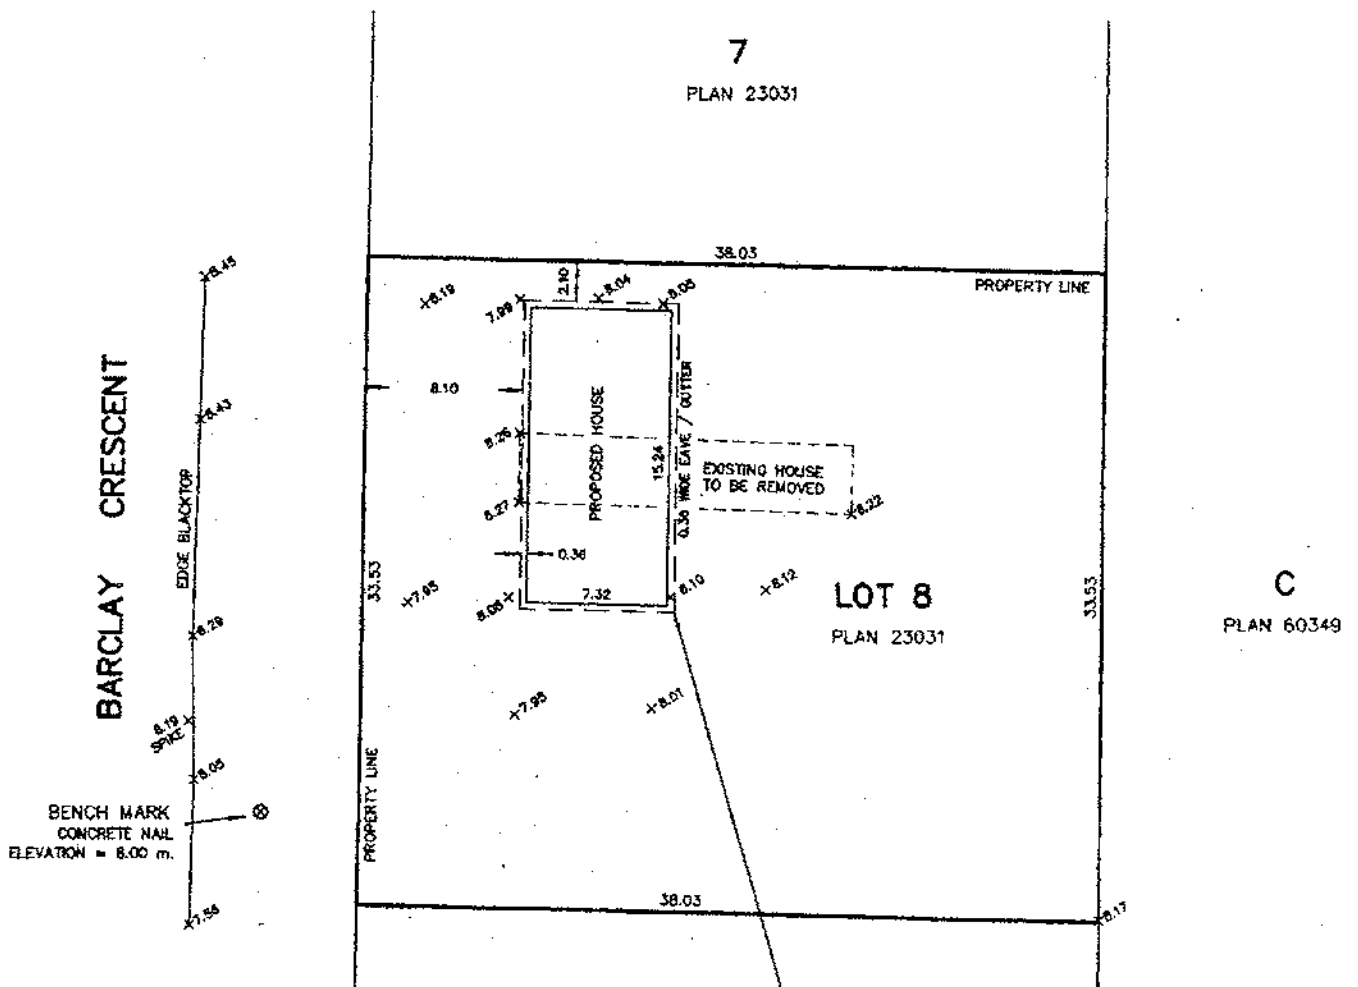 7
PLAN 23031
38.03
PROPERTY LINE
8.45
8.19
7.99
2.10
8.04
8.05
8.10
8.43
8.26
8.27
BARCLAY CRESCENT
EDGE BLACKTOP
PROPOSED HOUSE
15.24
0.36 WIDE EAVE / GUTTER
EXISTING HOUSE
TO BE REMOVED
8.22
0.36
33.53
7.95
8.08
7.32
8.10
8.12
LOT 8
PLAN 23031
33.53
C
PLAN 60349
8.29
7.95
8.01
8.19
SPIKE
8.05
BENCH MARK
CONCRETE NAIL
ELEVATION = 8.00 m.
PROPERTY LINE
38.03
7.56
8.17